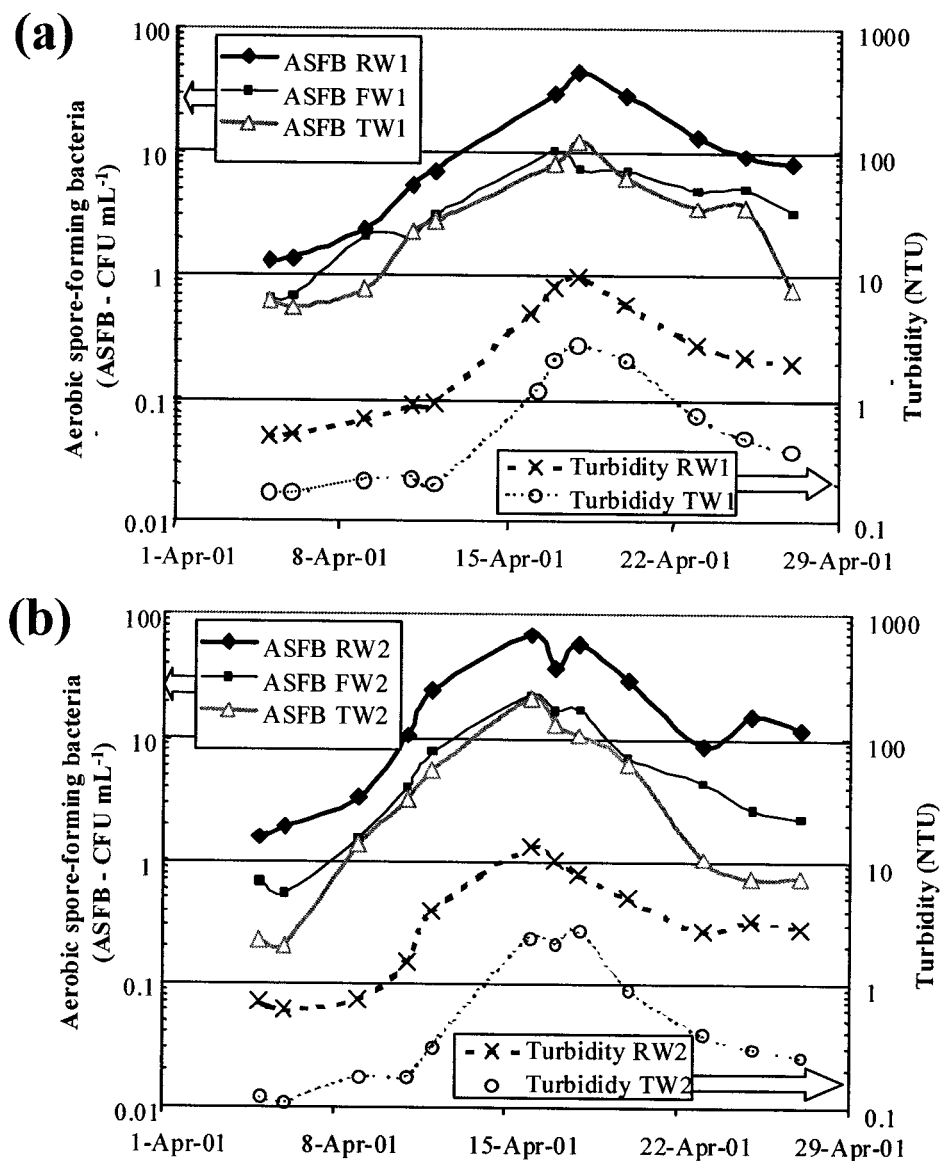 (a)
100
10
1
0.1
0.01
Aerobic spore-forming bacteria
(ASFB - CFU mL-1)
ASFB RW1
ASFB FW1
ASFB TW1
1000
100
10
1
0.1
Turbidity (NTU)
Turbidity RW1
Turbididy TW1
1-Apr-01 8-Apr-01 15-Apr-01 22-Apr-01 29-Apr-01
(b)
100
10
1
0.1
0.01
Aerobic spore-forming bacteria
(ASFB - CFU mL-1)
ASFB RW2
ASFB FW2
ASFB TW2
1000
100
10
1
0.1
Turbidity (NTU)
Turbidity RW2
Turbididy TW2
1-Apr-01 8-Apr-01 15-Apr-01 22-Apr-01 29-Apr-01